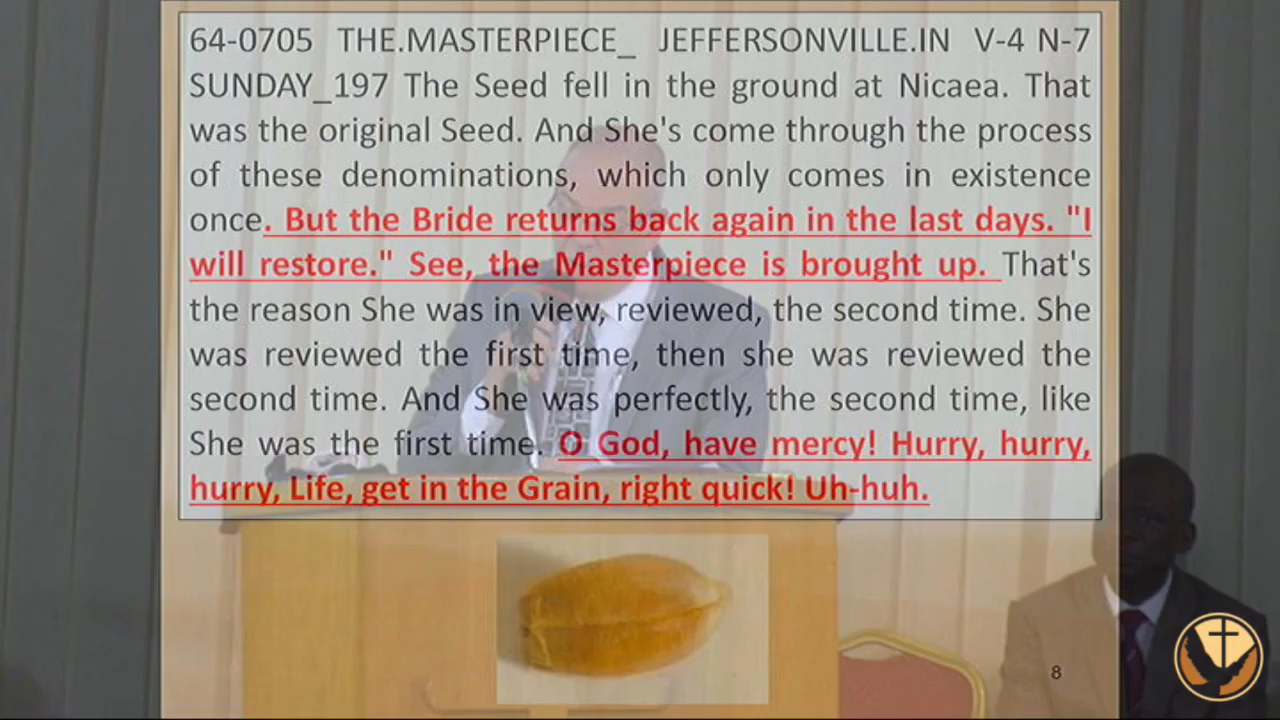 64-0705 THE.MASTERPIECE_ JEFFERSONVILLE.IN V-4 N-7
SUNDAY_197 The Seed fell in the ground at Nicaea. That
was the original Seed. And She's come through the process
of these denominations, which only comes in existence
once. But the Bride returns back again in the last days. "I
will restore." See, the Masterpiece is brought up. That's
the reason She was in view, reviewed, the second time. She
was reviewed the first time, then she was reviewed the
second time. And She was perfectly, the second time, like
She was the first time. O God, have mercy! Hurry, hurry,
hurry, Life, get in the Grain, right quick! Uh-huh.
8